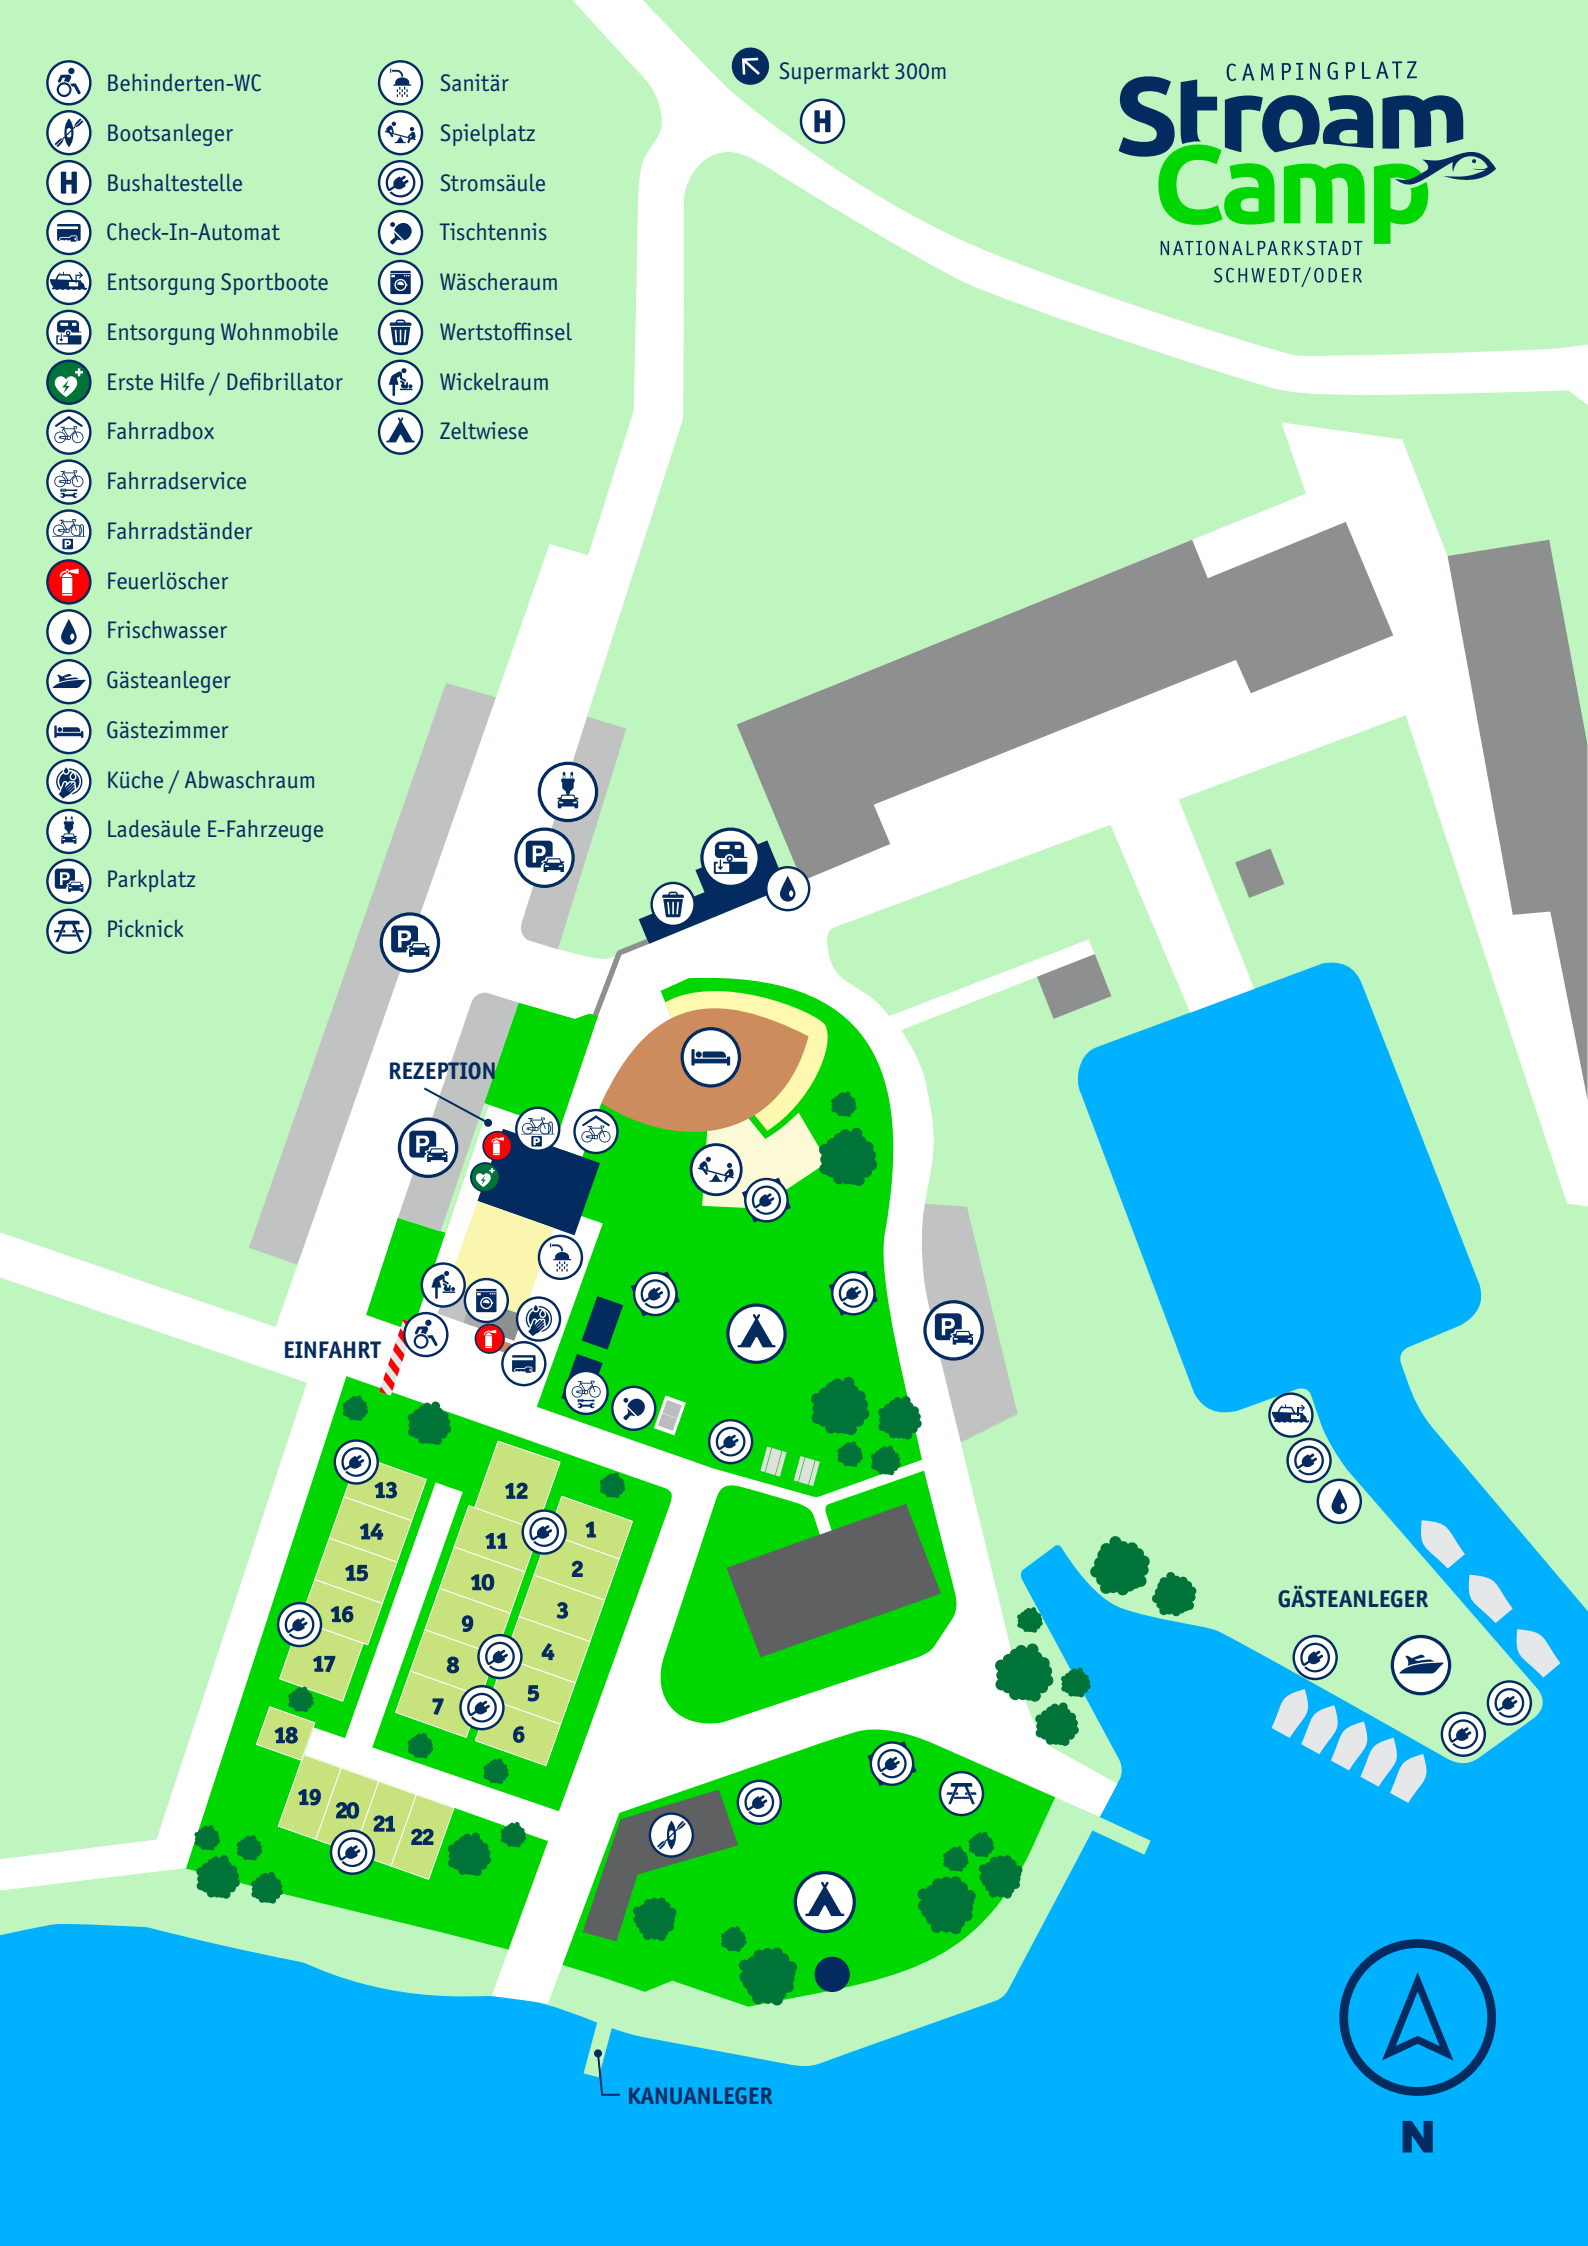 Behinderten-WC
Bootsanleger
H Bushaltestelle
Check-In-Automat
Entsorgung Sportboote
Entsorgung Wohnmobile
Erste Hilfe / Defibrillator
Fahrradbox
Fahrradservice
P Fahrradständer
Feuerlöscher
Frischwasser
Gästeanleger
Gästezimmer
Küche / Abwaschraum
Ladesäule E-Fahrzeuge
P Parkplatz
Picknick
Sanitär
Spielplatz
Stromsäule
Tischtennis
Wäscheraum
Wertstoffinsel
Wickelraum
Zeltwiese
Supermarkt 300m
H
CAMPINGPLATZ
Stroam
Camp
NATIONALPARKSTADT
SCHWEDT/ODER
P
P
REZEPTION
P
P
P
EINFAHRT
13
14
15
16
17
18
12
11
10
9
8
7
1
2
3
4
5
6
19
20
21
22
GÄSTEANLEGER
KANUANLEGER
N